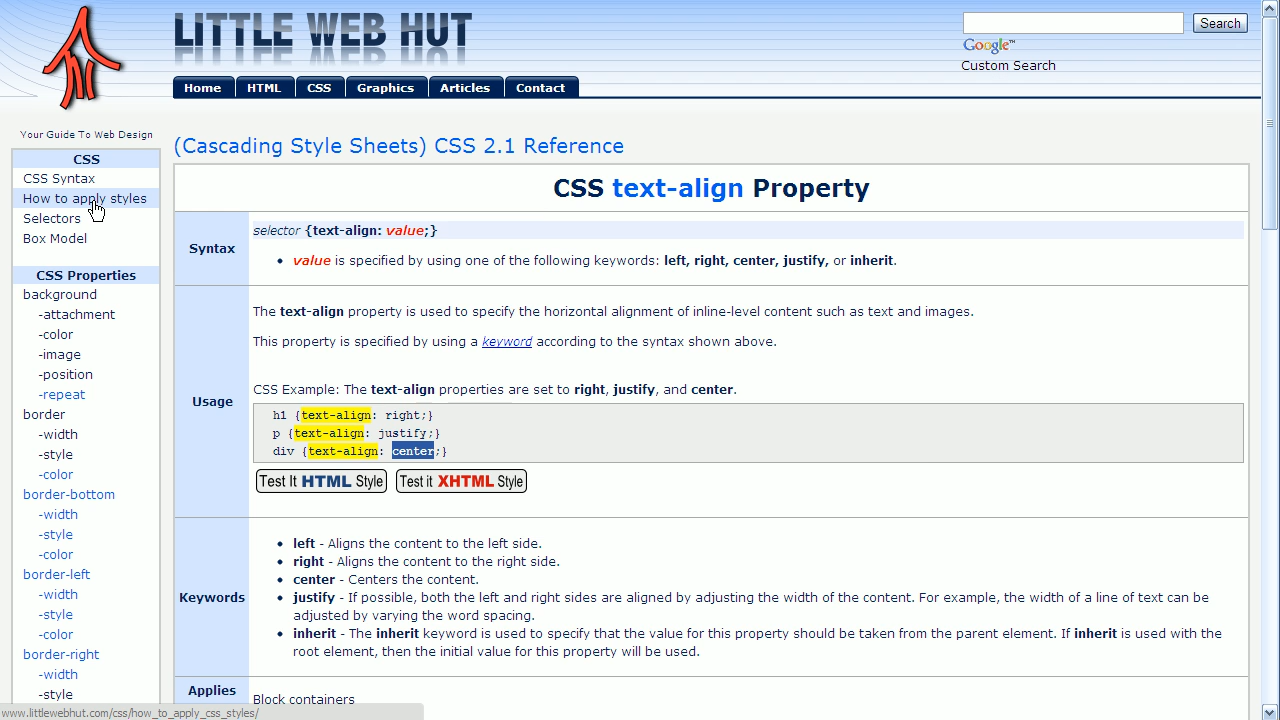 LITTLE WEB HUT
Search
Google™
Custom Search
Home HTML CSS Graphics Articles Contact
Your Guide To Web Design
CSS
CSS Syntax
How to apply styles
Selectors
Box Model
CSS Properties
background
-attachment
-color
-image
-position
-repeat
border
-width
-style
-color
border-bottom
-width
-style
-color
border-left
-width
-style
-color
border-right
-width
-style
(Cascading Style Sheets) CSS 2.1 Reference
CSS text-align Property
Syntax
selector {text-align: value;}
• value is specified by using one of the following keywords: left, right, center, justify, or inherit.
Usage
The text-align property is used to specify the horizontal alignment of inline-level content such as text and images.
This property is specified by using a keyword according to the syntax shown above.
CSS Example: The text-align properties are set to right, justify, and center.
h1 {text-align: right;}
p {text-align: justify;}
div {text-align: center;}
Test It HTML Style Test it XHTML Style
Keywords
• left - Aligns the content to the left side.
• right - Aligns the content to the right side.
• center - Centers the content.
• justify - If possible, both the left and right sides are aligned by adjusting the width of the content. For example, the width of a line of text can be
adjusted by varying the word spacing.
• inherit - The inherit keyword is used to specify that the value for this property should be taken from the parent element. If inherit is used with the
root element, then the initial value for this property will be used.
Applies
Block containers
www.littlewebhut.com/css/how_to_apply_css_styles/